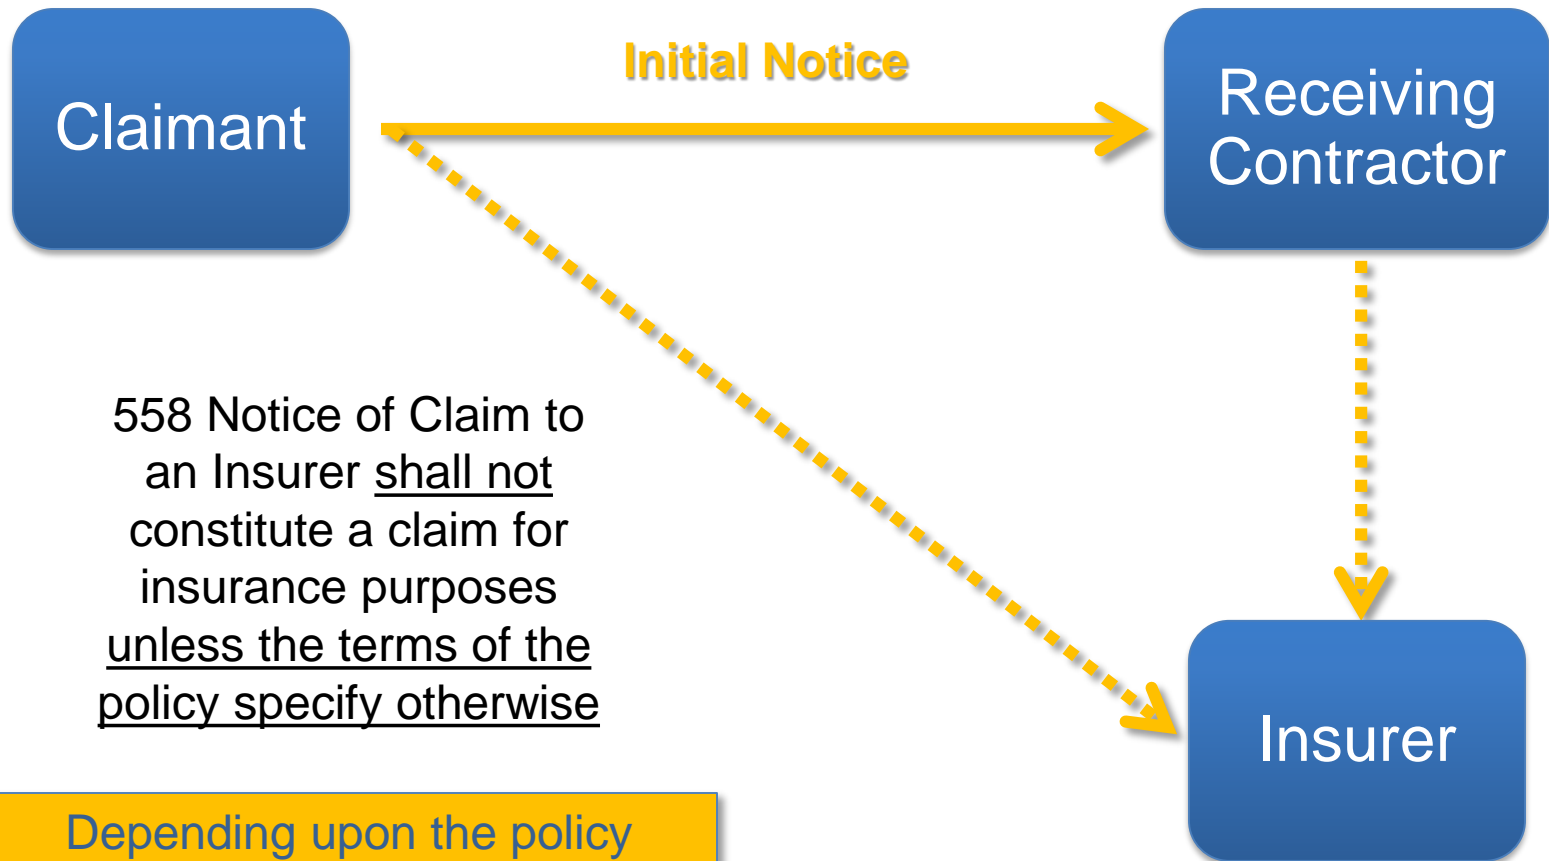 Initial Notice
Claimant
Receiving
Contractor
558 Notice of Claim to
an Insurer shall not
constitute a claim for
insurance purposes
unless the terms of the
policy specify otherwise
Insurer
Depending upon the policy